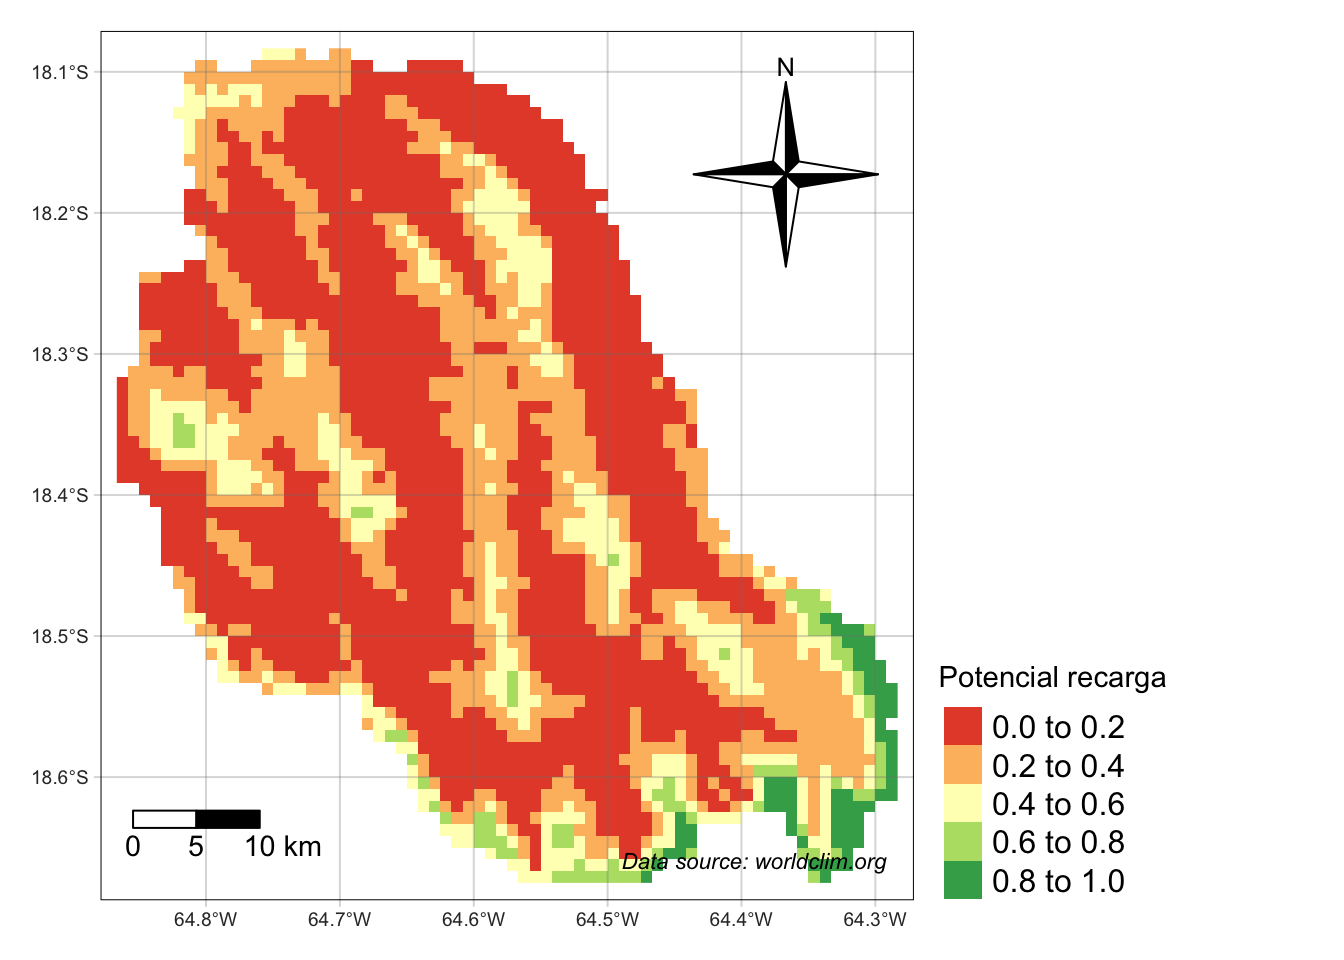 N
18.1°S
18.2°S
18.3°S
18.4°S
18.5°S
18.6°S
0 5 10 km
Data source: worldclim.org
64.8°W 64.7°W 64.6°W 64.5°W 64.4°W 64.3°W
Potencial recarga
0.0 to 0.2
0.2 to 0.4
0.4 to 0.6
0.6 to 0.8
0.8 to 1.0